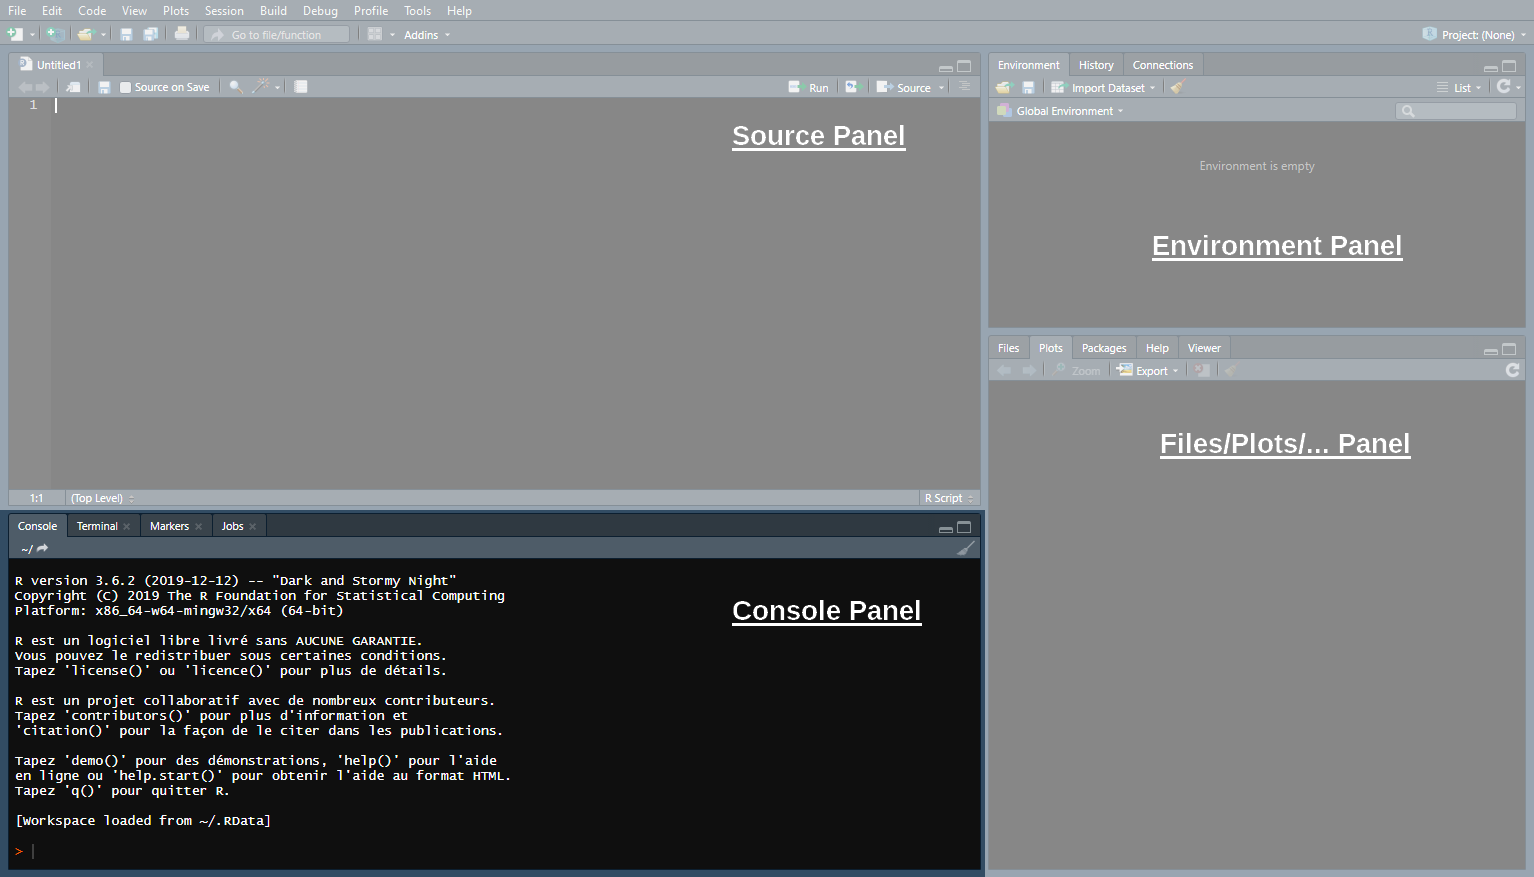 File Edit Code View Plots Session Build Debug Profile Tools Help
Go to file/function Addins Project: (None)
Untitled1
Source on Save Run Source
1
Source Panel
1:1 (Top Level) R Script
Environment History Connections
Import Dataset List
Global Environment
Environment is empty
Environment Panel
Files Plots Packages Help Viewer
Zoom Export
Files/Plots/... Panel
Console Terminal Markers Jobs
~/
R version 3.6.2 (2019-12-12) -- "Dark and Stormy Night"
Copyright (C) 2019 The R Foundation for Statistical Computing
Platform: x86_64-w64-mingw32/x64 (64-bit)
Console Panel
R est un logiciel libre livré sans AUCUNE GARANTIE.
Vous pouvez le redistribuer sous certaines conditions.
Tapez 'license()' ou 'licence()' pour plus de détails.
R est un projet collaboratif avec de nombreux contributeurs.
Tapez 'contributors()' pour plus d'information et
'citation()' pour la façon de le citer dans les publications.
Tapez 'demo()' pour des démonstrations, 'help()' pour l'aide
en ligne ou 'help.start()' pour obtenir l'aide au format HTML.
Tapez 'q()' pour quitter R.
[Workspace loaded from ~/.RData]
>